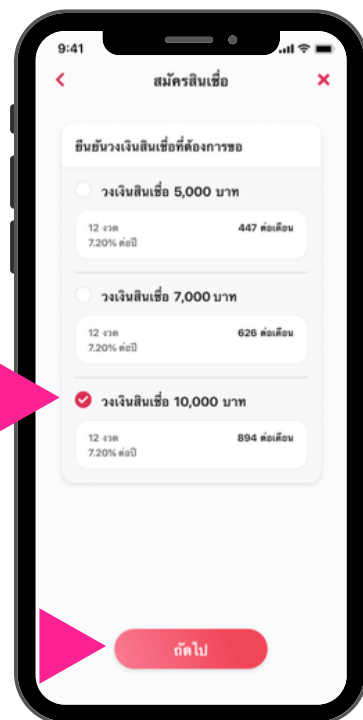 9:41
สมัครสินเชื่อ
ยืนยันวงเงินสินเชื่อที่ต้องการขอ
วงเงินสินเชื่อ 5,000 บาท
12 งวด 447 ต่อเดือน
7.20% ต่อปี
วงเงินสินเชื่อ 7,000 บาท
12 งวด 626 ต่อเดือน
7.20% ต่อปี
วงเงินสินเชื่อ 10,000 บาท
12 งวด 894 ต่อเดือน
7.20% ต่อปี
ถัดไป